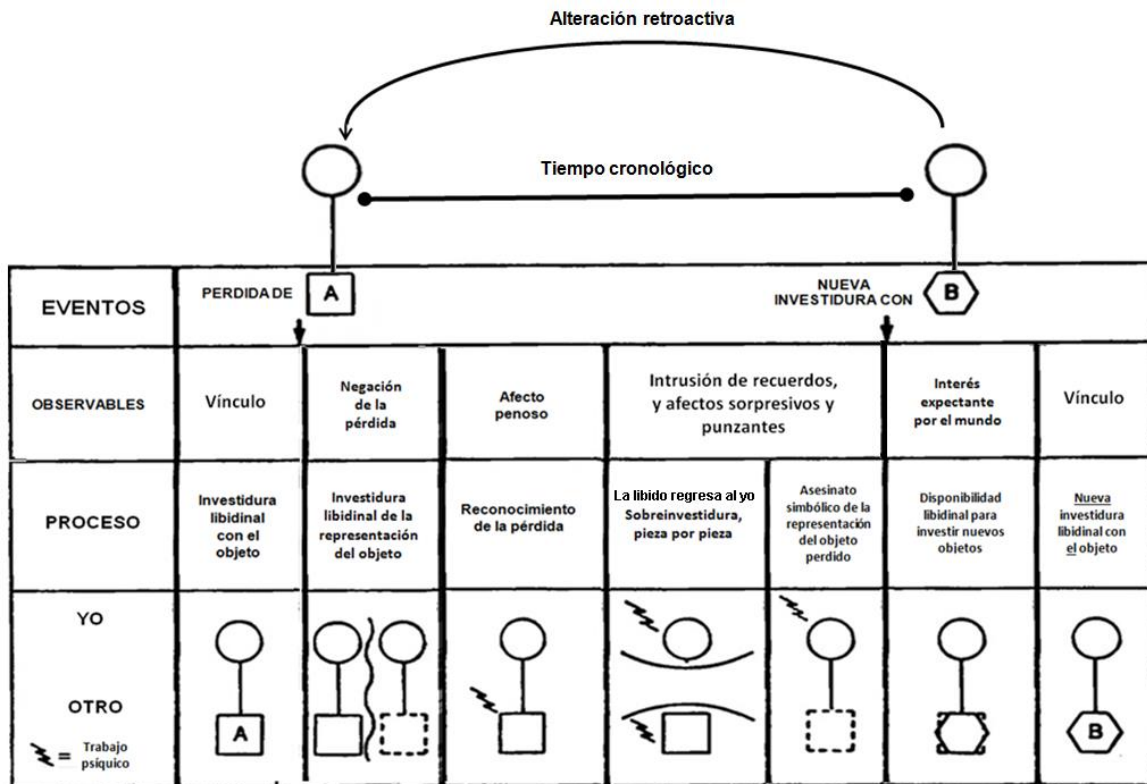 Alteración retroactiva
Tiempo cronológico
EVENTOS
PERDIDA DE
A
NUEVA
INVESTIDURA CON
B
OBSERVABLES
Vínculo
Negación
de la
pérdida
Afecto
penoso
Intrusión de recuerdos,
y afectos sorpresivos y
punzantes
Interés
expectante
por el mundo
Vínculo
PROCESO
Investidura
libidinal
con el
objeto
Investidura
libidinal de la
representación
del objeto
Reconocimiento
de la pérdida
La libido regresa al yo
Sobreinvestidura,
pieza por pieza
Asesinato
simbólico de la
representación
del objeto
perdido
Disponibilidad
libidinal para
investir nuevos
objetos
Nueva
investidura
libidinal con
el objeto
YO
OTRO
= Trabajo
psíquico
A
B